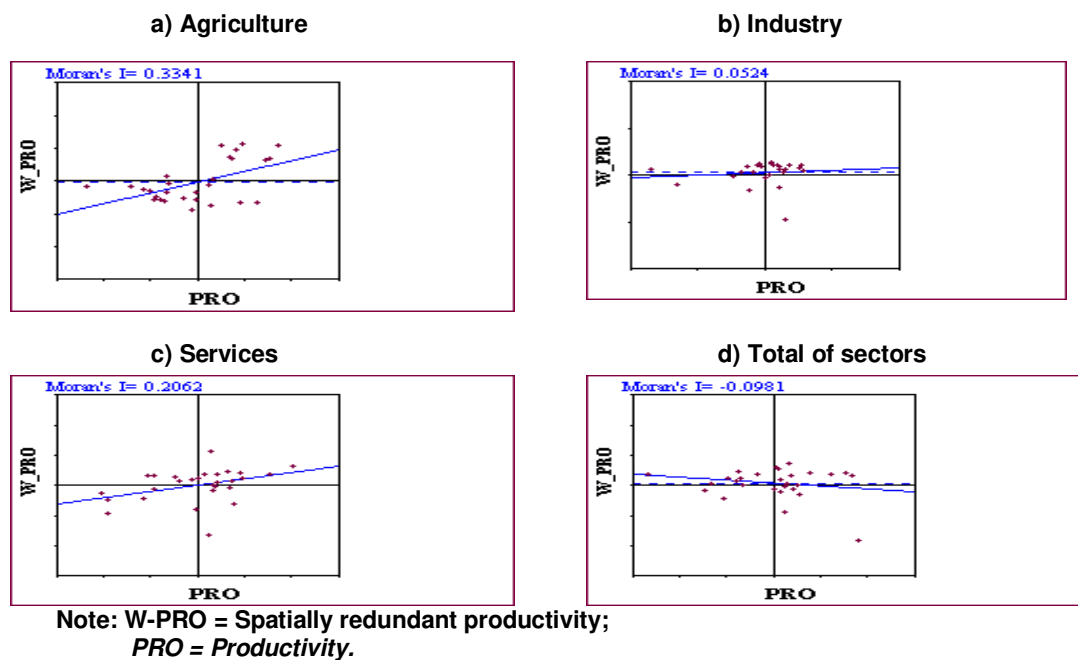 a) Agriculture
b) Industry
Moran's I= 0.3341
W_PRO
PRO
Moran's I= 0.0524
W_PRO
PRO
c) Services
d) Total of sectors
Moran's I= 0.2062
W_PRO
PRO
Moran's I= -0.0981
W_PRO
PRO
Note: W-PRO = Spatially redundant productivity;
PRO = Productivity.